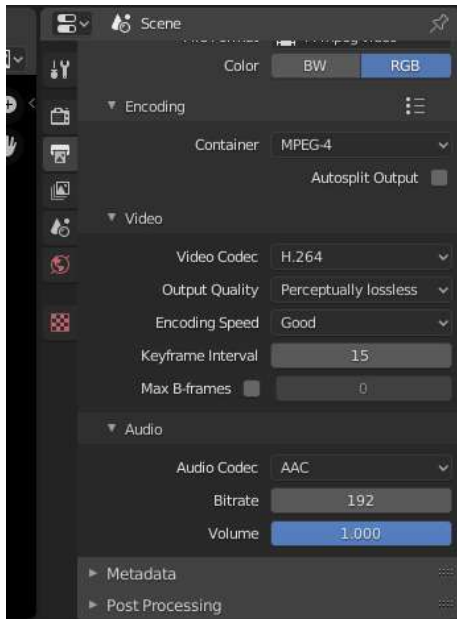 Scene
Color BW RGB
Encoding
Container MPEG-4
Autosplit Output
Video
Video Codec H.264
Output Quality Perceptually lossless
Encoding Speed Good
Keyframe Interval 15
Max B-frames 0
Audio
Audio Codec AAC
Bitrate 192
Volume 1.000
Metadata
Post Processing